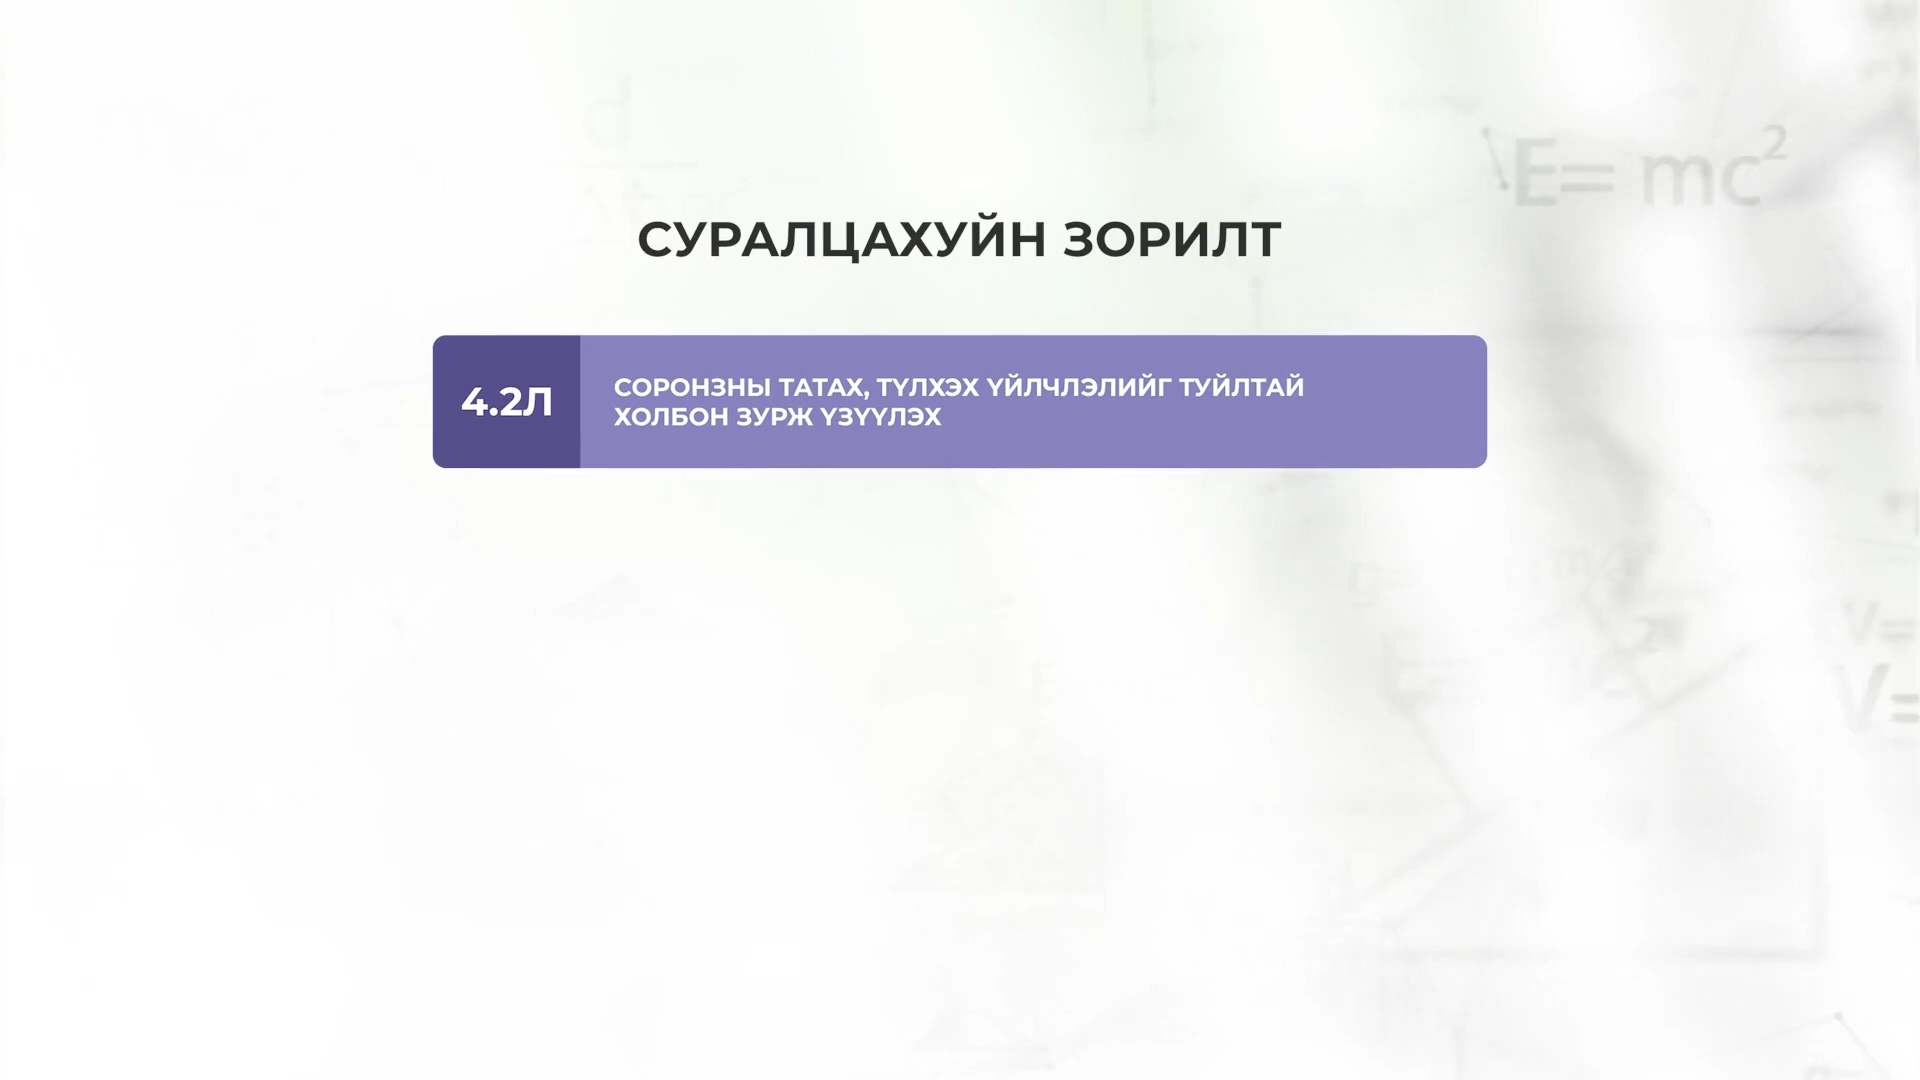 E= mc²
СУРАЛЦАХУЙН ЗОРИЛТ
4.2Л
СОРОНЗНЫ ТАТАХ, ТҮЛХЭХ ҮЙЛЧЛЭЛИЙГ ТУЙЛТАЙ
ХОЛБОН ЗУРЖ ҮЗҮҮЛЭХ
V=
V=